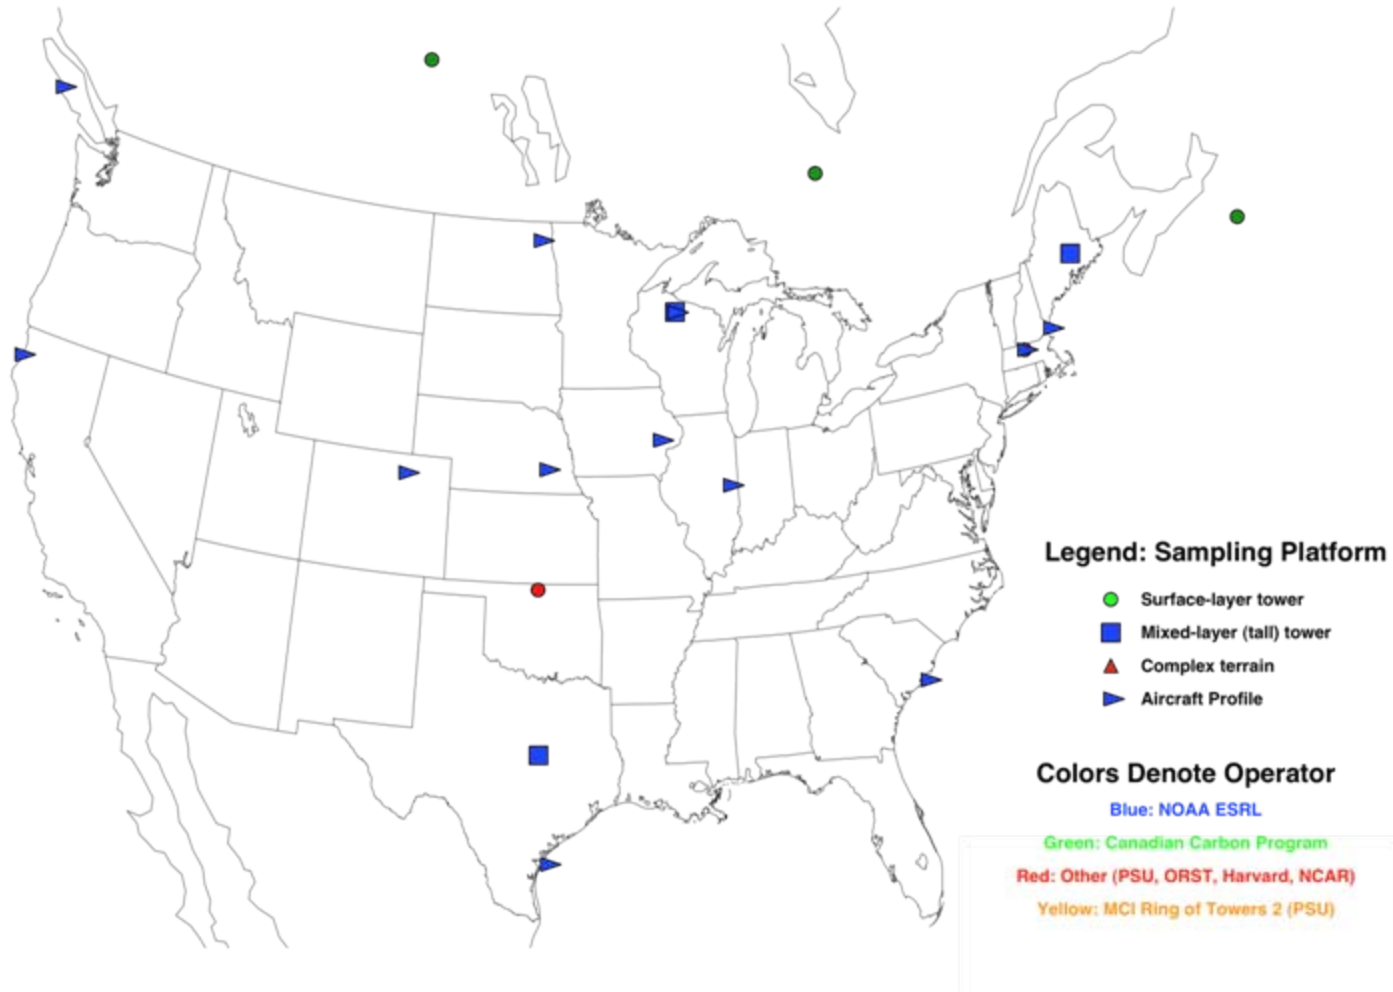 Legend: Sampling Platform
Surface-layer tower
Mixed-layer (tall) tower
Complex terrain
Aircraft Profile
Colors Denote Operator
Blue: NOAA ESRL
Green: Canadian Carbon Program
Red: Other (PSU, ORST, Harvard, NCAR)
Yellow: MCI Ring of Towers 2 (PSU)